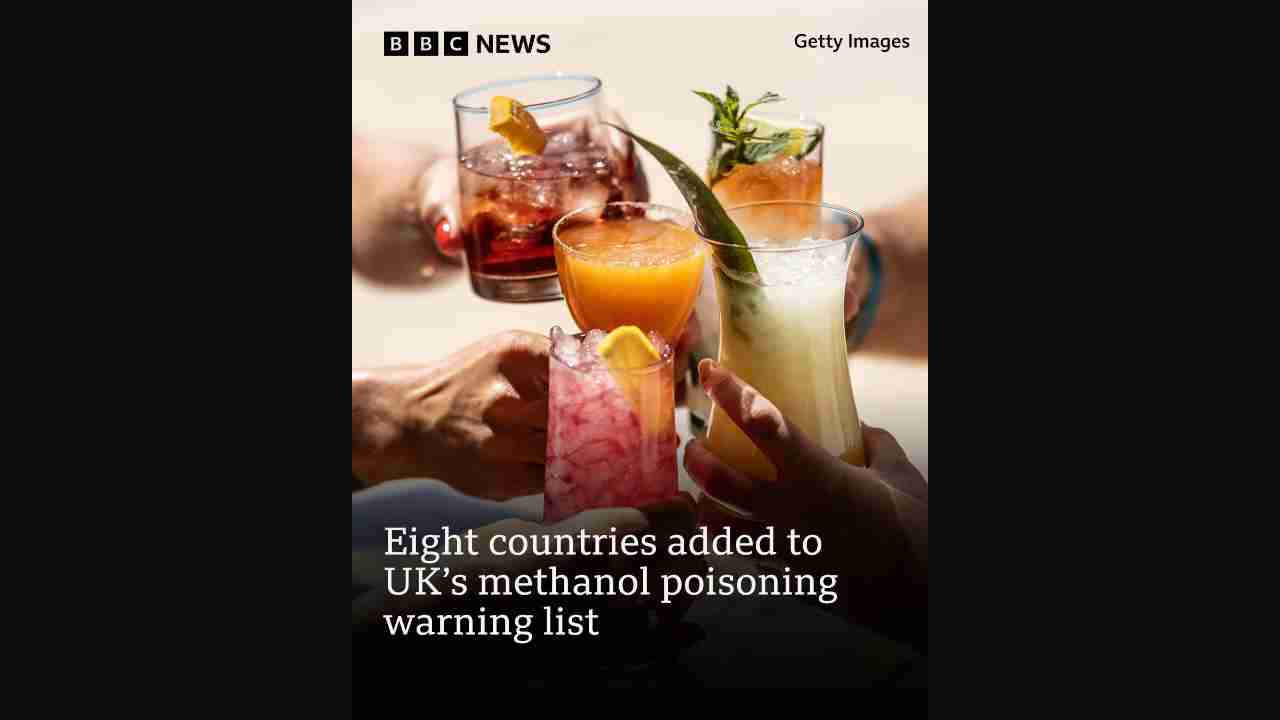 BBC NEWS
Getty Images
Eight countries added to
UK's methanol poisoning
warning list